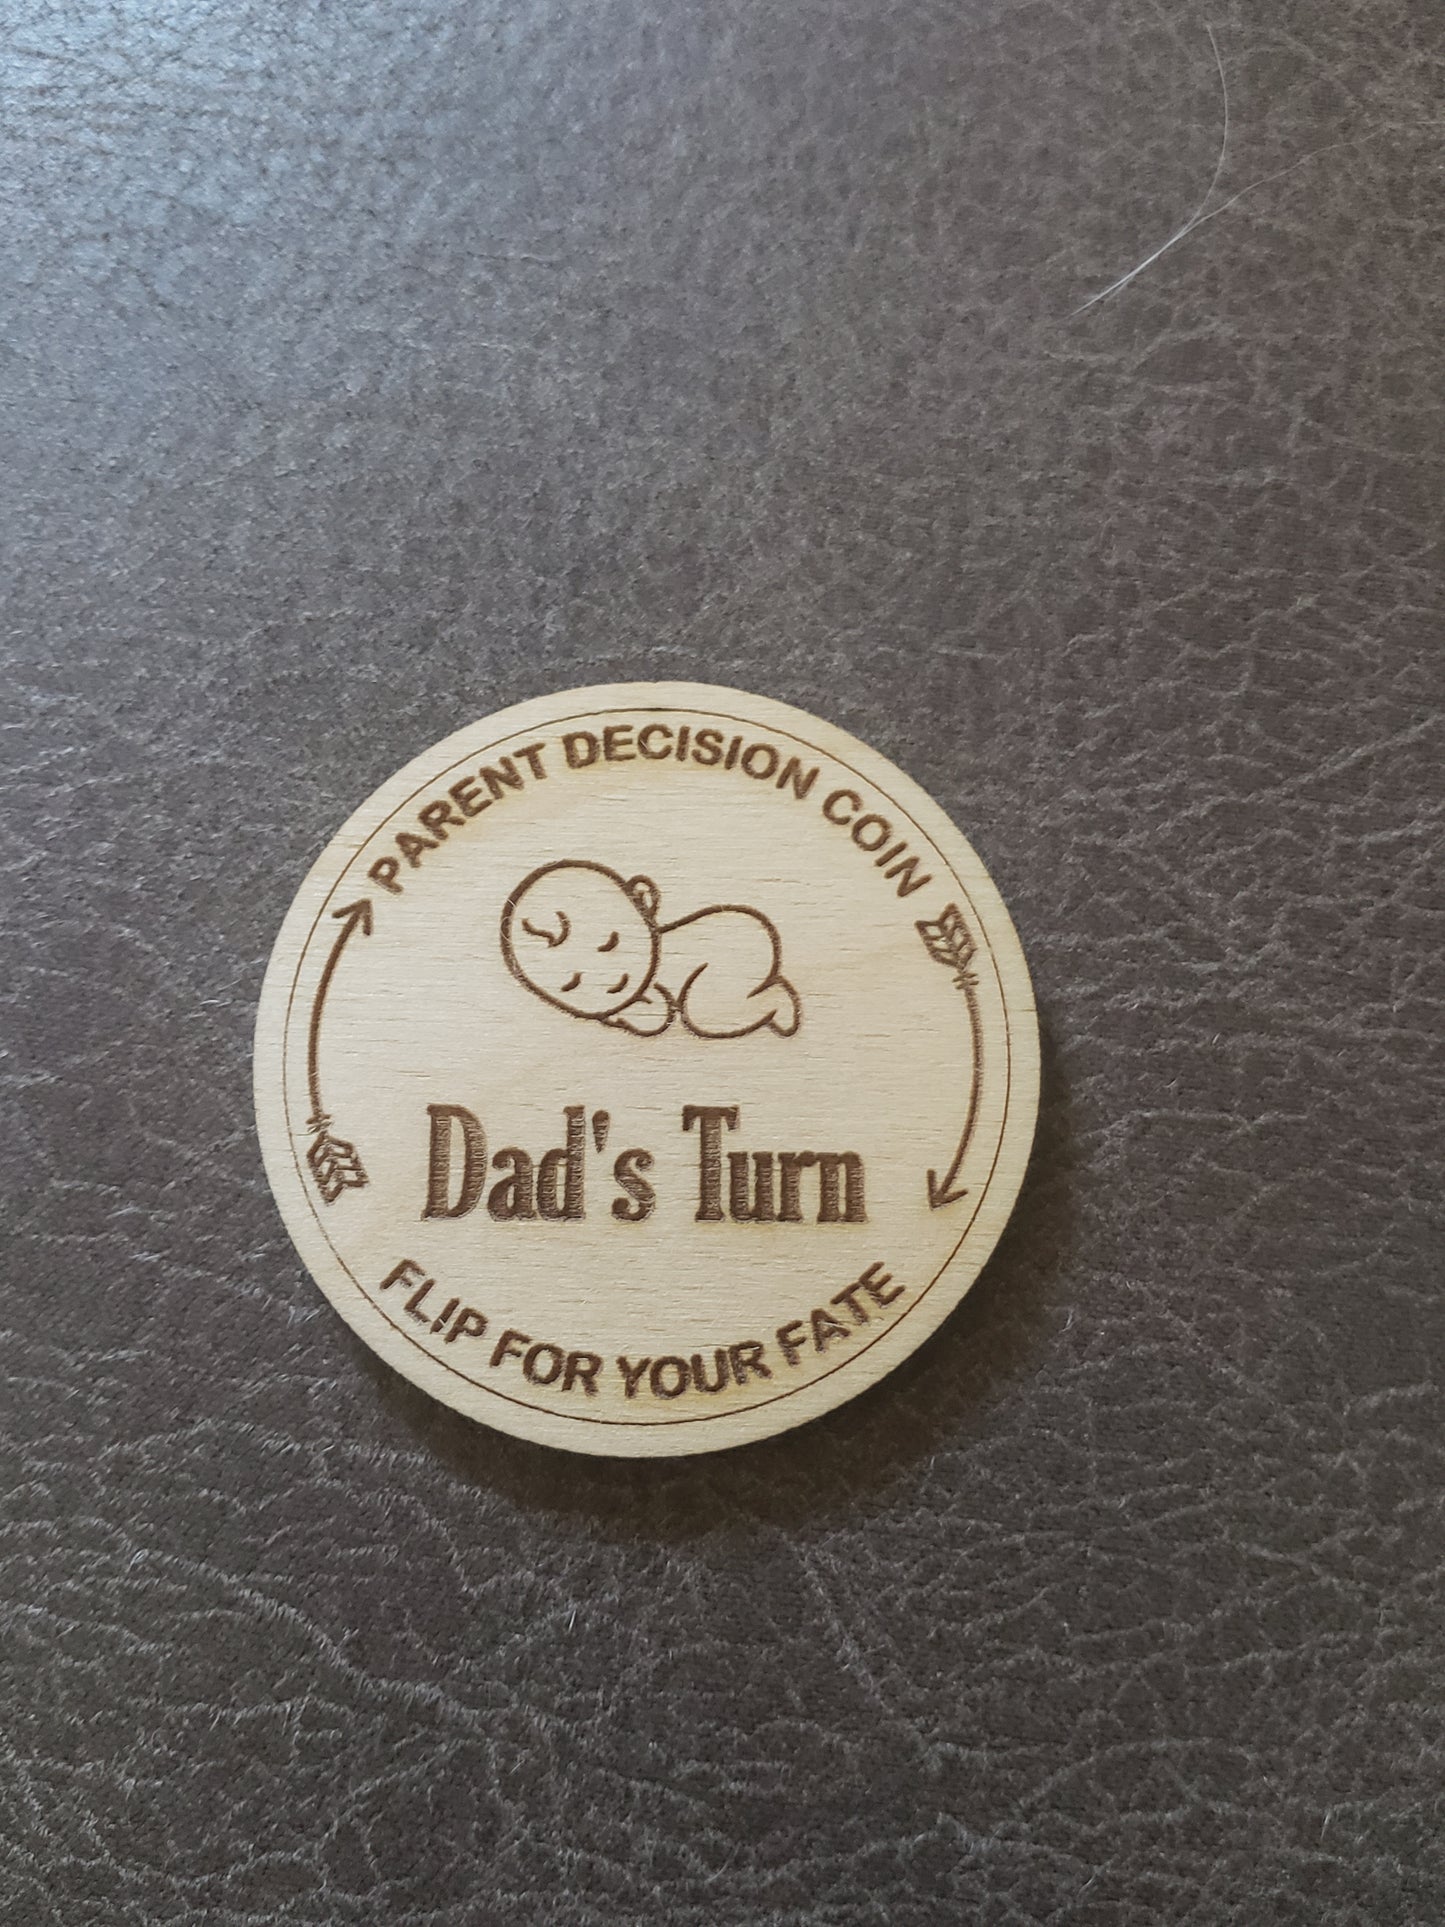 PARENT DECISION COIN
Dad's Turn
FLIP FOR YOUR FATE